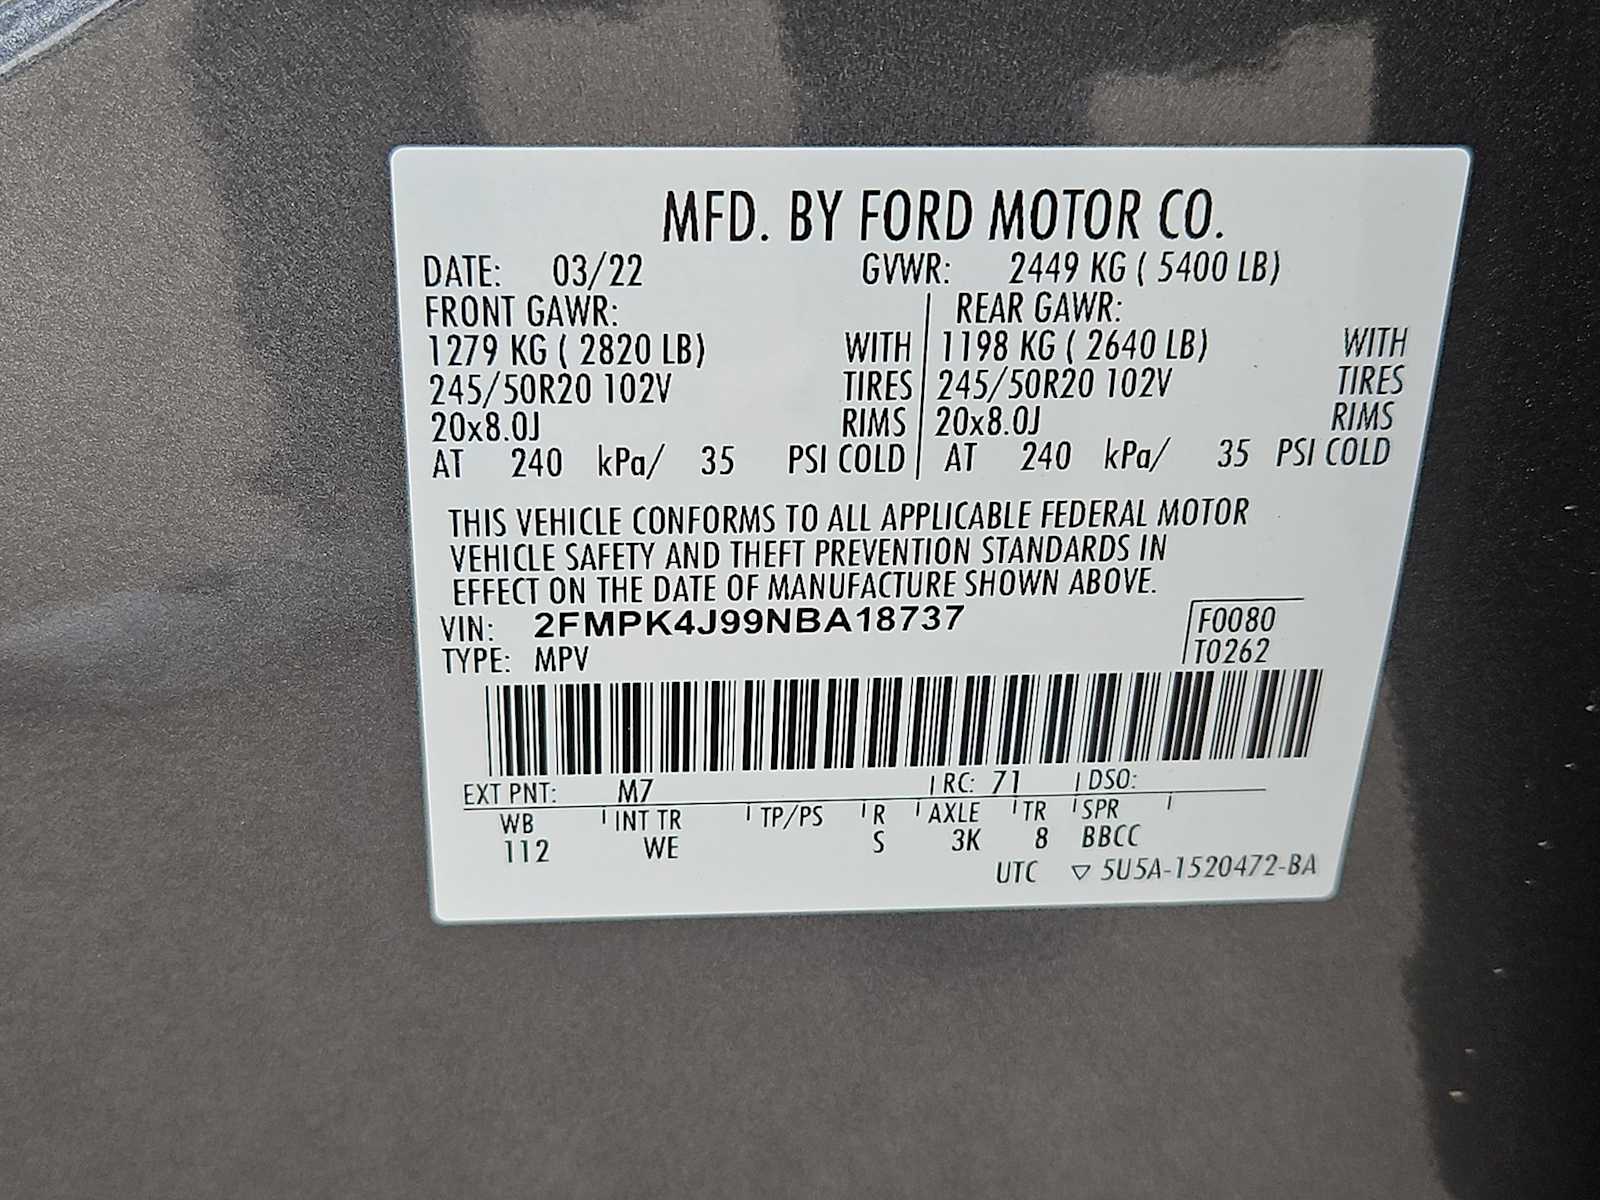 MFD. BY FORD MOTOR CO.
DATE: 03/22 GVWR: 2449 KG ( 5400 LB)
FRONT GAWR: REAR GAWR:
1279 KG ( 2820 LB) WITH 1198 KG ( 2640 LB) WITH
245/50R20 102V TIRES 245/50R20 102V TIRES
20x8.0J RIMS 20x8.0J RIMS
AT 240 kPa/ 35 PSI COLD AT 240 kPa/ 35 PSI COLD
THIS VEHICLE CONFORMS TO ALL APPLICABLE FEDERAL MOTOR
VEHICLE SAFETY AND THEFT PREVENTION STANDARDS IN
EFFECT ON THE DATE OF MANUFACTURE SHOWN ABOVE.
VIN: 2FMPK4J99NBA18737 F0080
TYPE: MPV T0262
EXT PNT: M7 RC: 71 DSO:
WB INT TR TP/PS R AXLE TR SPR
112 WE S 3K 8 BBCC
UTC ▽ 5U5A-1520472-BA